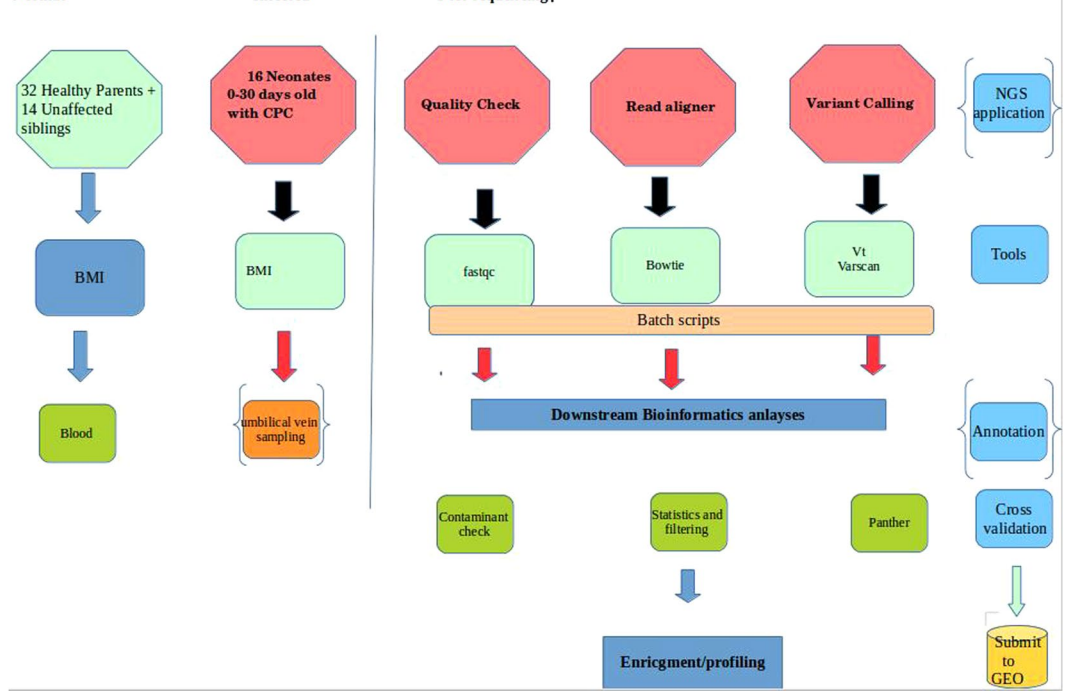 32 Healthy Parents +
14 Unaffected
siblings
16 Neonates
0-30 days old
with CPC
Quality Check
Read aligner
Variant Calling
NGS
application
BMI
BMI
fastqc
Bowtie
Vt
Varscan
Tools
Batch scripts
Blood
umbilical vein
sampling
Downstream Bioinformatics anlayses
Annotation
Contaminant
check
Statistics and
filtering
Panther
Cross
validation
Enricgment/profiling
Submit
to
GEO